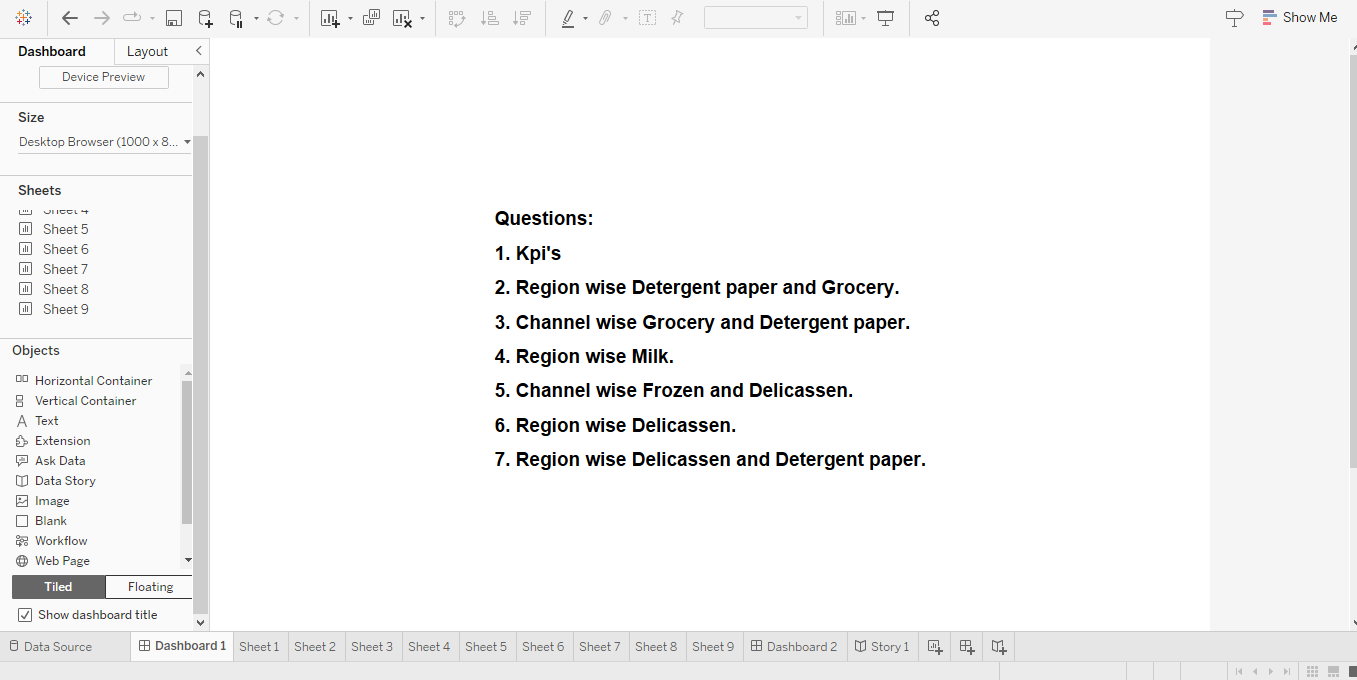 Show Me
Dashboard
Layout
Device Preview
Size
Desktop Browser (1000 x 8...
Sheets
Sheet 4
Sheet 5
Sheet 6
Sheet 7
Sheet 8
Sheet 9
Objects
Horizontal Container
Vertical Container
Text
Extension
Ask Data
Data Story
Image
Blank
Workflow
Web Page
Tiled
Floating
Show dashboard title
Questions:
1. Kpi's
2. Region wise Detergent paper and Grocery.
3. Channel wise Grocery and Detergent paper.
4. Region wise Milk.
5. Channel wise Frozen and Delicassen.
6. Region wise Delicassen.
7. Region wise Delicassen and Detergent paper.
Data Source
Dashboard 1
Sheet 1
Sheet 2
Sheet 3
Sheet 4
Sheet 5
Sheet 6
Sheet 7
Sheet 8
Sheet 9
Dashboard 2
Story 1